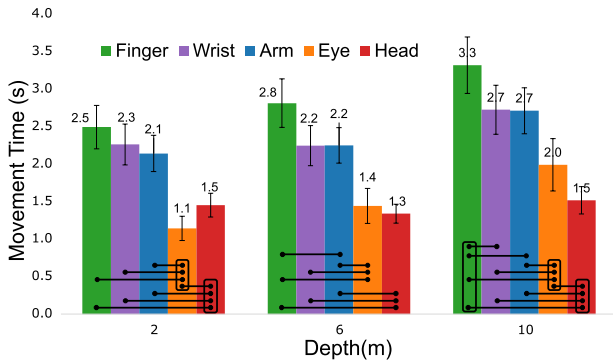 4.0
3.5
3.0
2.5
2.0
1.5
1.0
0.5
0.0
Movement Time (s)
Finger Wrist Arm Eye Head
2.5 2.3 2.1 1.1 1.5
2.8 2.2 2.2 1.4 1.3
3.3 2.7 2.7 2.0 1.5
2 6 10
Depth(m)